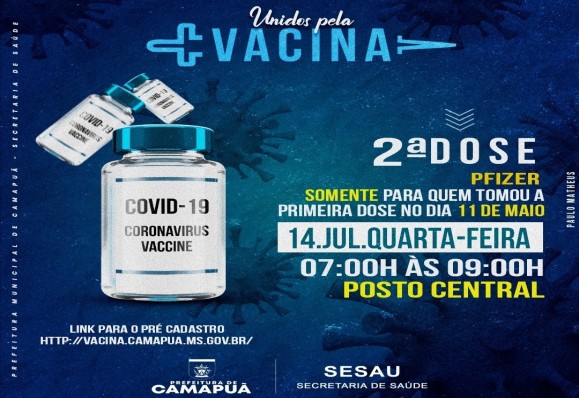 Unidos pela
VACINA
COVID-19
CORONAVIRUS
VACCINE
COVID-19
CORONAVIRUS
VACCINE
2ªDOSE
PFIZER
SOMENTE PARA QUEM TOMOU A
PRIMEIRA DOSE NO DIA 11 DE MAIO
14.JUL.QUARTA-FEIRA
07:00H ÀS 09:00H
POSTO CENTRAL
LINK PARA O PRÉ CADASTRO
HTTP://VACINA.CAMAPUA.MS.GOV.BR/
PREFEITURA DE
CAMAPUÃ
SESAU
SECRETARIA DE SAÚDE
PREFEITURA MUNICIPAL DE CAMAPUÃ - SECRETARIA DE SAÚDE
PAULO MATHEUS